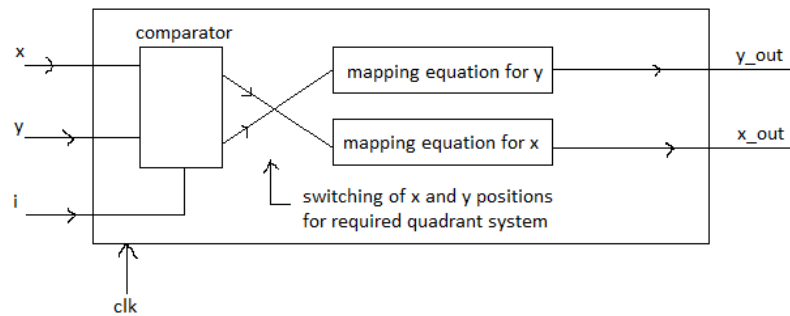 comparator
x
mapping equation for y
y_out
y
mapping equation for x
x_out
i
switching of x and y positions
for required quadrant system
clk